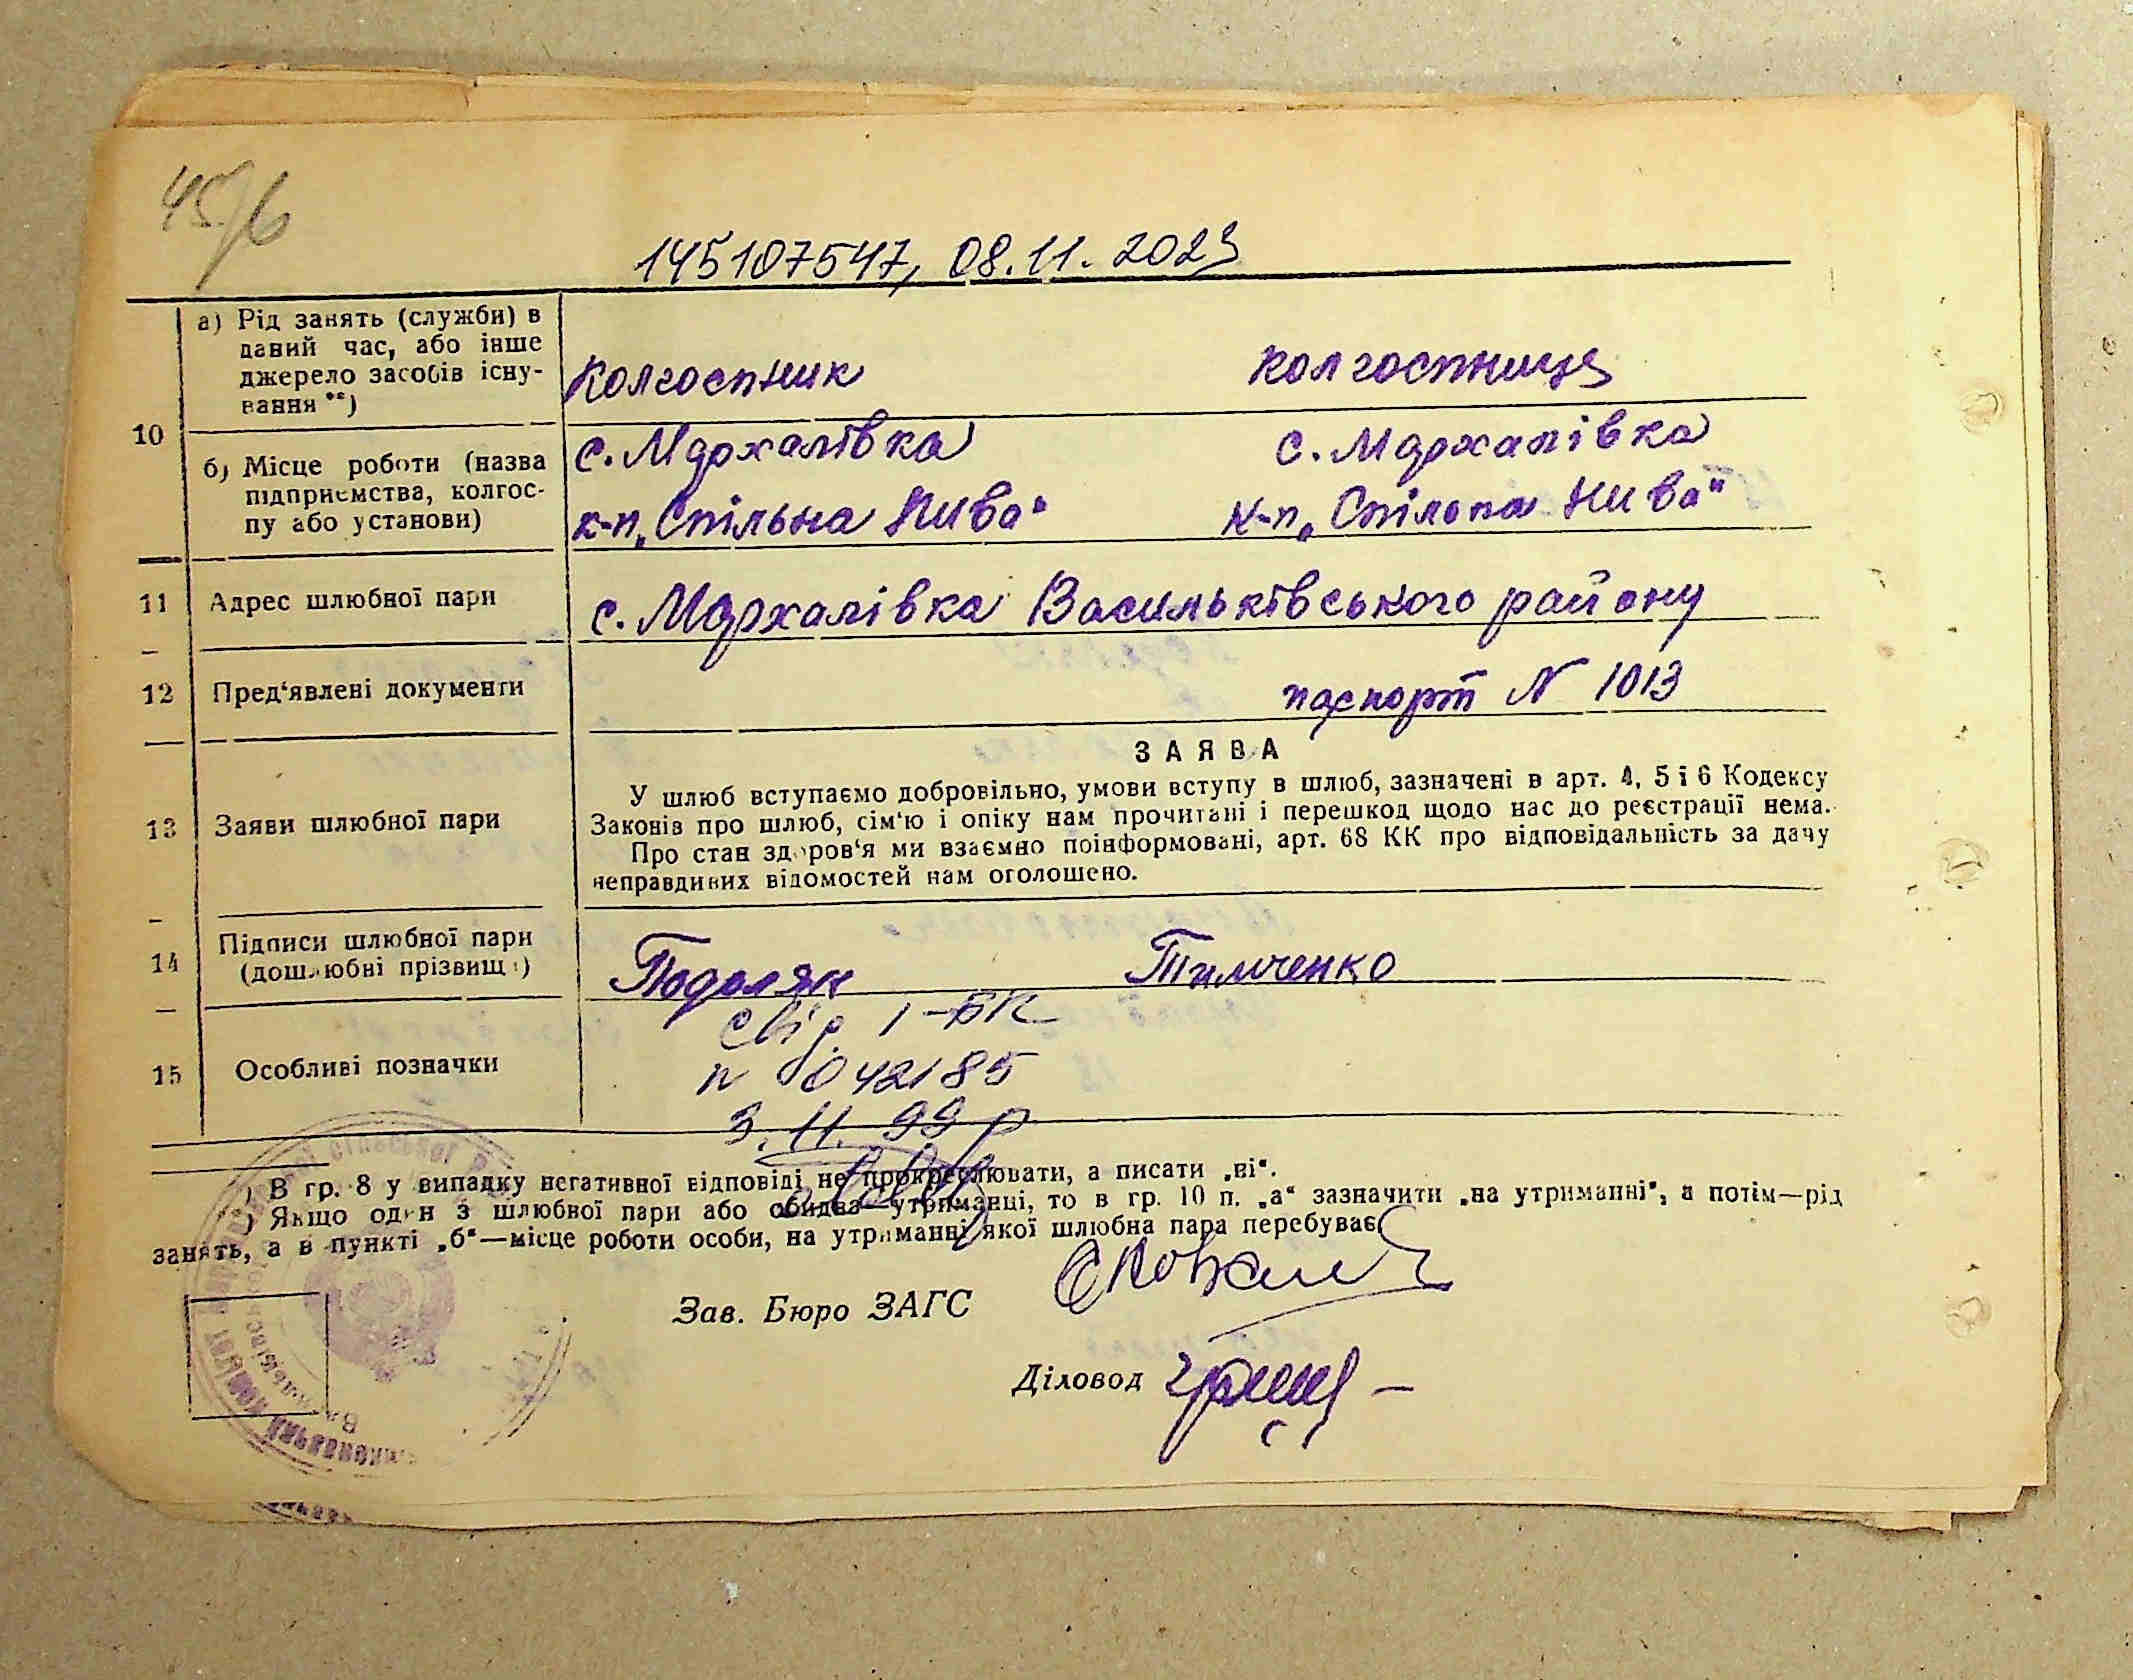 45/6
145107547, 08.11.2023
10
а) Рід занять (служби) в
даний час, або інше
джерело засобів існу-
вання **)
Колгоспник
колгоспниця
б) Місце роботи (назва
підприємства, колгос-
пу або установи)
с. Мархалівка
с. Мархалівка
к-п „Спільна Нива"
к-п „Спільна Нива"
11
Адрес шлюбної пари
с. Мархалівка Васильківського району
12
Пред'явлені документи
паспорт N 1013
13
Заяви шлюбної пари
ЗАЯВА
У шлюб вступаємо добровільно, умови вступу в шлюб, зазначені в арт. 4, 5 і 6 Кодексу
Законів про шлюб, сім'ю і опіку нам прочитані і перешкод щодо нас до реєстрації нема.
Про стан здоров'я ми взаємно поінформовані, арт. 68 КК про відповідальність за дачу
неправдивих відомостей нам оголошено.
14
Підписи шлюбної пари
(дошлюбні прізвища)
Подоляк
Тимченко
15
Особливі позначки
свід. І-БК
N 042185
3.11.99 р
*) В гр. 8 у випадку негативної відповіді не прокреслювати, а писати „ні".
**) Якщо один з шлюбної пари або обидва—утриманці, то в гр. 10 п. „а" зазначити „на утриманні", а потім—рід
занять, а в пункті „б"—місце роботи особи, на утриманні якої шлюбна пара перебуває.
Зав. Бюро ЗАГС
Діловод